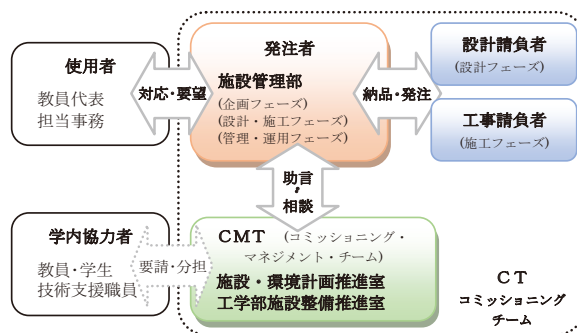 使用者
教員代表
担当事務
対応・要望
発注者
施設管理部
(企画フェーズ)
(設計・施工フェーズ)
(管理・運用フェーズ)
納品・発注
設計請負者
(設計フェーズ)
工事請負者
(施工フェーズ)
助言
・
相談
学内協力者
教員・学生
技術支援職員
要請・分担
CMT (コミッショニング・
マネジメント・チーム)
施設・環境計画推進室
工学部施設整備推進室
CT
コミッショニング
チーム